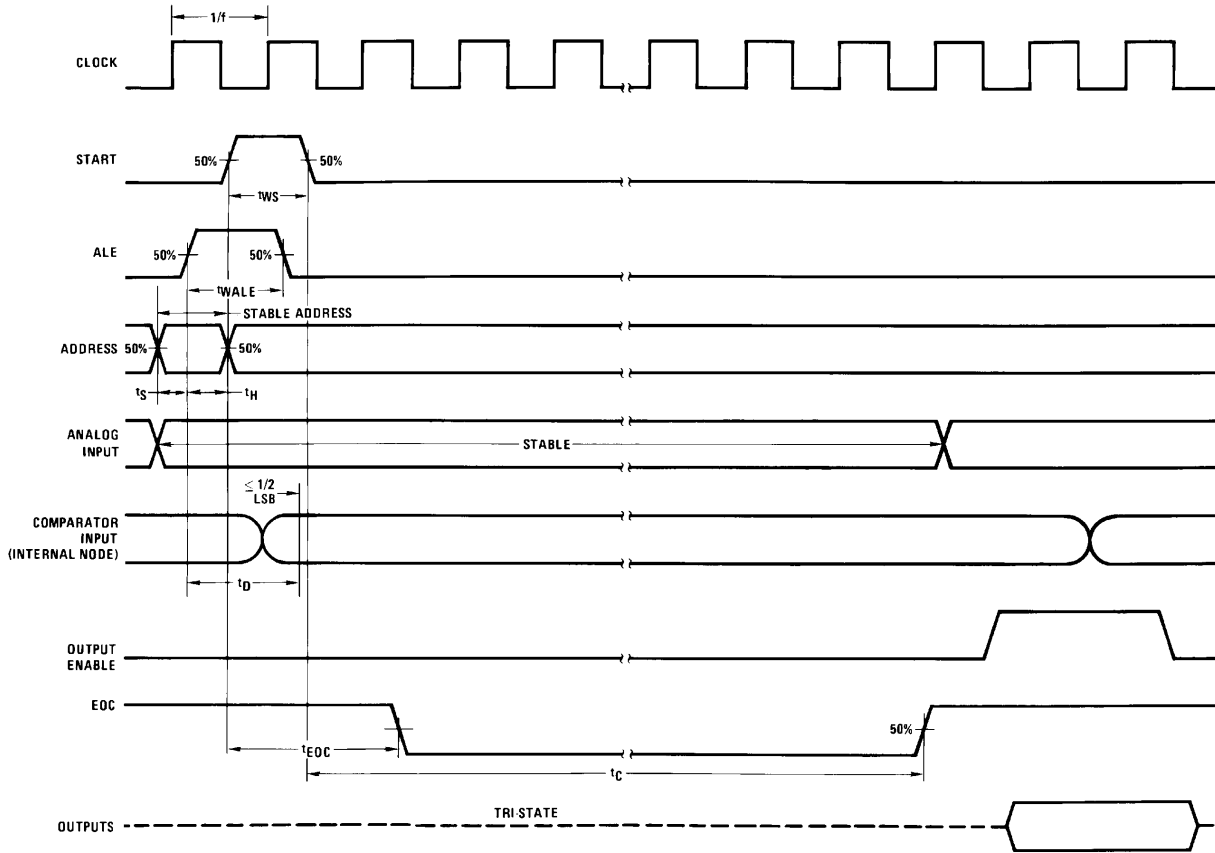 1/f
CLOCK
START
50%
50%
tWS
ALE
50%
50%
tWALE
STABLE ADDRESS
ADDRESS
50%
50%
tS
tH
ANALOG
INPUT
STABLE
≤ 1/2
LSB
COMPARATOR
INPUT
(INTERNAL NODE)
tD
OUTPUT
ENABLE
EOC
50%
tEOC
tC
TRI-STATE
OUTPUTS